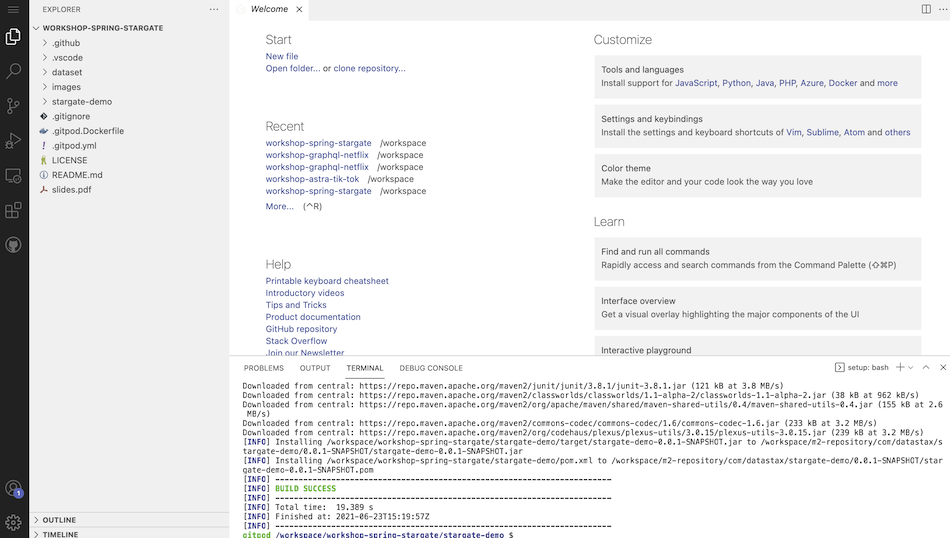 EXPLORER
WORKSHOP-SPRING-STARGATE
.github
.vscode
dataset
images
stargate-demo
.gitignore
.gitpod.Dockerfile
.gitpod.yml
LICENSE
README.md
slides.pdf
1
OUTLINE
TIMELINE
Welcome
Start
New file
Open folder... or clone repository...
Recent
workshop-spring-stargate /workspace
workshop-graphql-netflix /workspace
workshop-graphql-netflix /workspace
workshop-astra-tik-tok /workspace
workshop-spring-stargate /workspace
More... (^R)
Help
Printable keyboard cheatsheet
Introductory videos
Tips and Tricks
Product documentation
GitHub repository
Stack Overflow
Join our Newsletter
Customize
Tools and languages
Install support for JavaScript, Python, Java, PHP, Azure, Docker and more
Settings and keybindings
Install the settings and keyboard shortcuts of Vim, Sublime, Atom and others
Color theme
Make the editor and your code look the way you love
Learn
Find and run all commands
Rapidly access and search commands from the Command Palette (⇧⌘P)
Interface overview
Get a visual overlay highlighting the major components of the UI
Interactive playground
PROBLEMS OUTPUT TERMINAL DEBUG CONSOLE
setup: bash
Downloaded from central: https://repo.maven.apache.org/maven2/junit/junit/3.8.1/junit-3.8.1.jar (121 kB at 3.8 MB/s)
Downloaded from central: https://repo.maven.apache.org/maven2/classworlds/classworlds/1.1-alpha-2/classworlds-1.1-alpha-2.jar (38 kB at 962 kB/s)
Downloaded from central: https://repo.maven.apache.org/maven2/org/apache/maven/shared/maven-shared-utils/0.4/maven-shared-utils-0.4.jar (155 kB at 2.6
MB/s)
Downloaded from central: https://repo.maven.apache.org/maven2/commons-codec/commons-codec/1.6/commons-codec-1.6.jar (233 kB at 3.2 MB/s)
Downloaded from central: https://repo.maven.apache.org/maven2/org/codehaus/plexus/plexus-utils/3.0.15/plexus-utils-3.0.15.jar (239 kB at 3.2 MB/s)
[INFO] Installing /workspace/workshop-spring-stargate/stargate-demo/target/stargate-demo-0.0.1-SNAPSHOT.jar to /workspace/m2-repository/com/datastax/s
targate-demo/0.0.1-SNAPSHOT/stargate-demo-0.0.1-SNAPSHOT.jar
[INFO] Installing /workspace/workshop-spring-stargate/stargate-demo/pom.xml to /workspace/m2-repository/com/datastax/stargate-demo/0.0.1-SNAPSHOT/star
gate-demo-0.0.1-SNAPSHOT.pom
[INFO] ------------------------------------------------------------------------
[INFO] BUILD SUCCESS
[INFO] ------------------------------------------------------------------------
[INFO] Total time:  19.389 s
[INFO] Finished at: 2021-06-23T15:19:57Z
[INFO] ------------------------------------------------------------------------
gitpod /workspace/workshop-spring-stargate/stargate-demo $